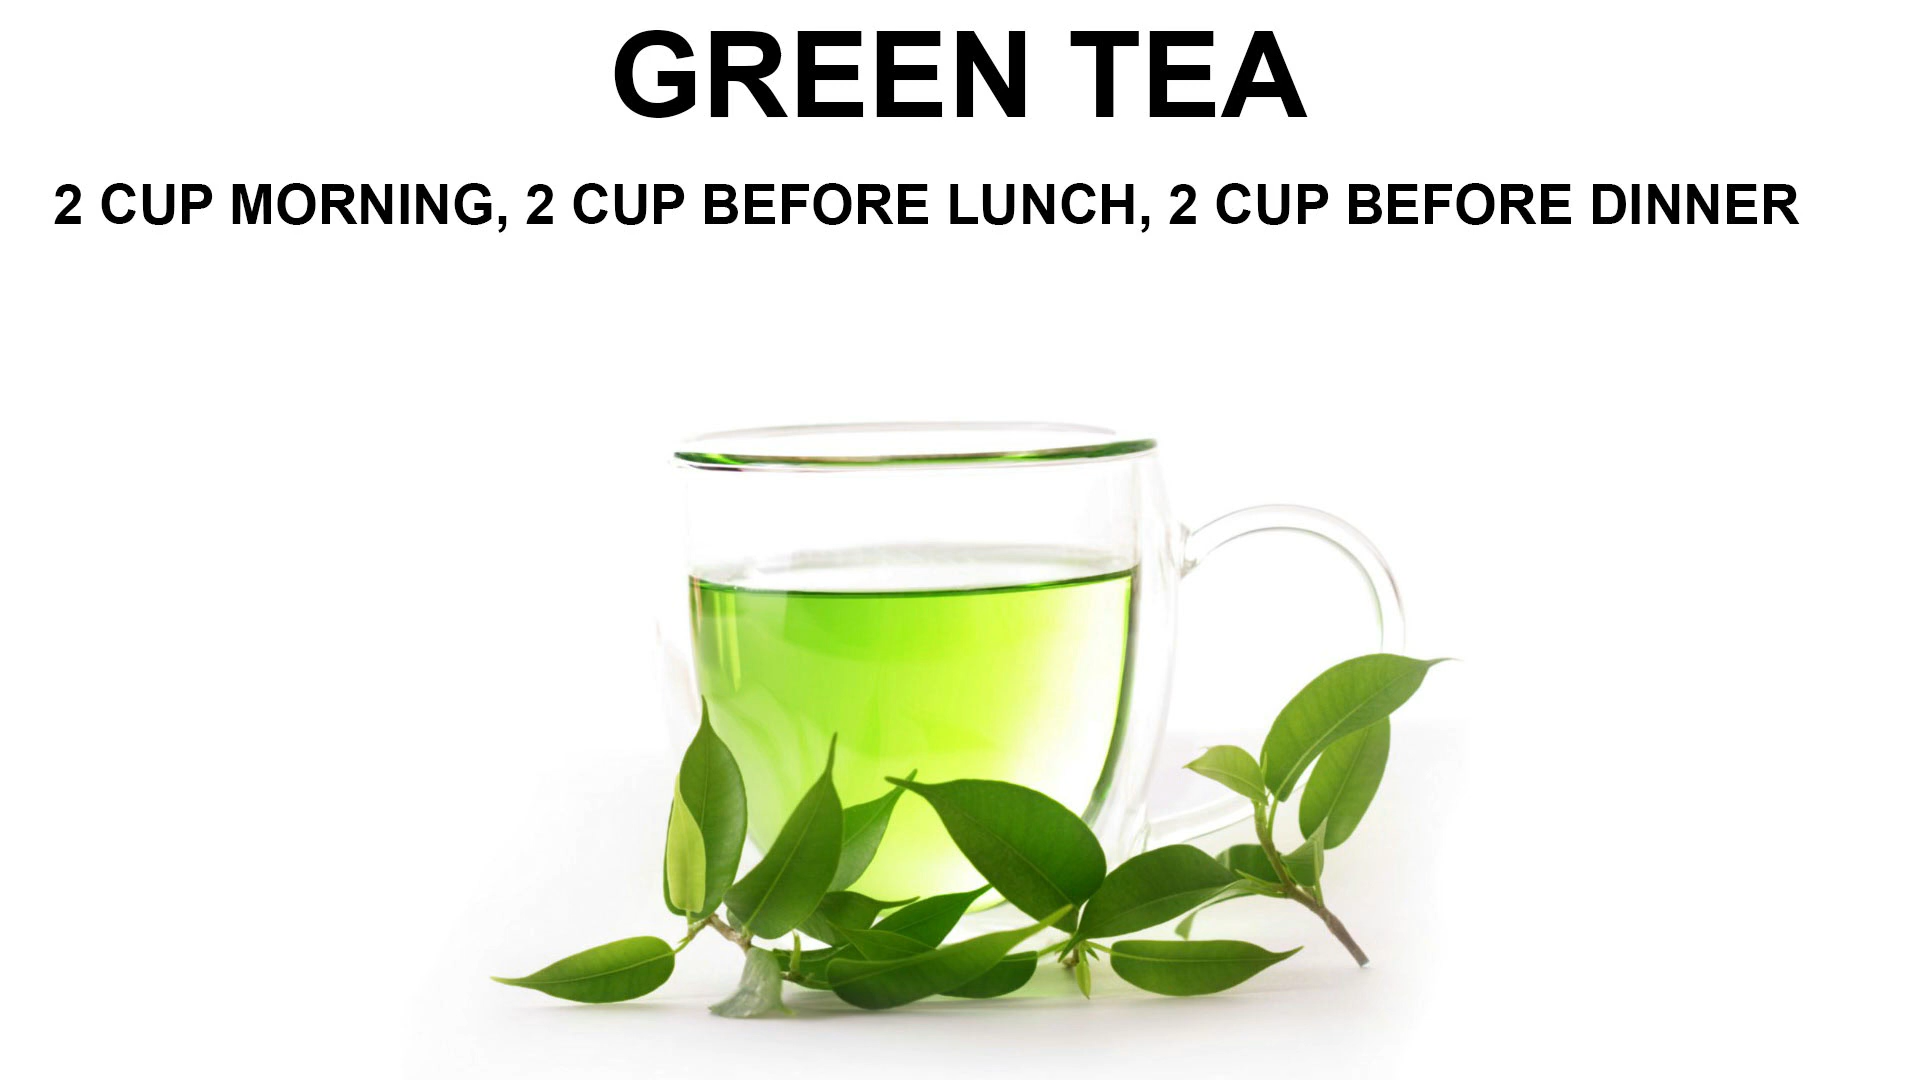 GREEN TEA
2 CUP MORNING, 2 CUP BEFORE LUNCH, 2 CUP BEFORE DINNER